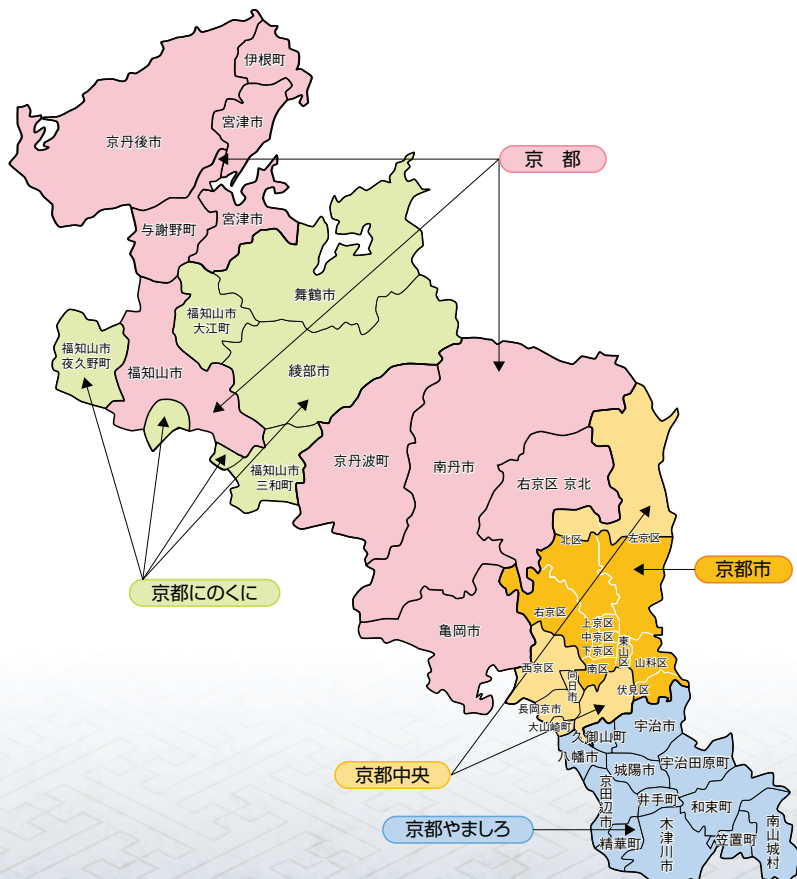 伊根町
宮津市
京丹後市
京 都
与謝野町
宮津市
舞鶴市
福知山市
大江町
福知山市
夜久野町
福知山市
綾部市
福知山市
三和町
京丹波町
南丹市
右京区 京北
北区
左京区
京都市
京都にのくに
右京区
上京区
中京区
下京区
東山区
山科区
亀岡市
西京区
南区
向日市
伏見区
長岡京市
大山崎町
久御山町
宇治市
八幡市
京都中央
城陽市
宇治田原町
京田辺市
井手町
和束町
京都やましろ
精華町
木津川市
笠置町
南山城村